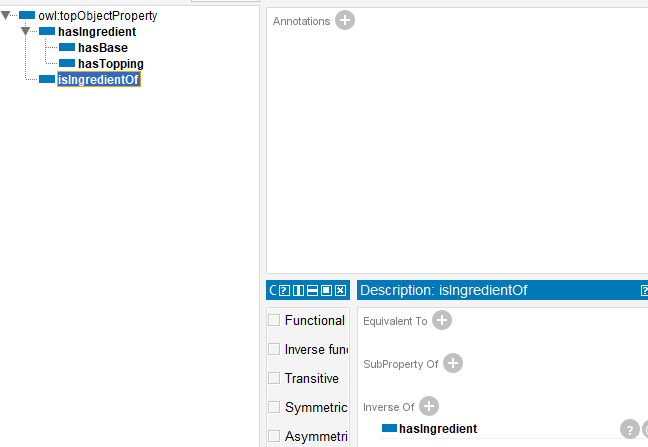 owl:topObjectProperty
hasIngredient
hasBase
hasTopping
isIngredientOf
Annotations
Description: isIngredientOf
Functional
Equivalent To
Inverse func
SubProperty Of
Transitive
Symmetric
Inverse Of
hasIngredient
Asymmetri